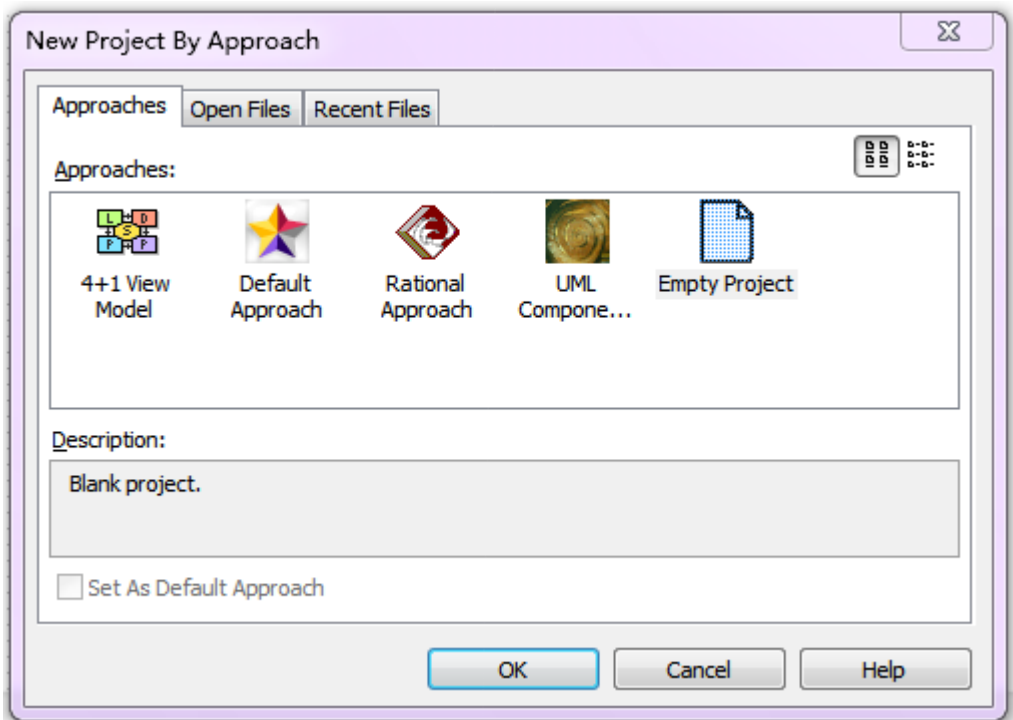 New Project By Approach
Approaches
Open Files
Recent Files
Approaches:
L D
S
P P
4+1 View
Model
Default
Approach
Rational
Approach
UML
Compone...
Empty Project
Description:
Blank project.
Set As Default Approach
OK
Cancel
Help